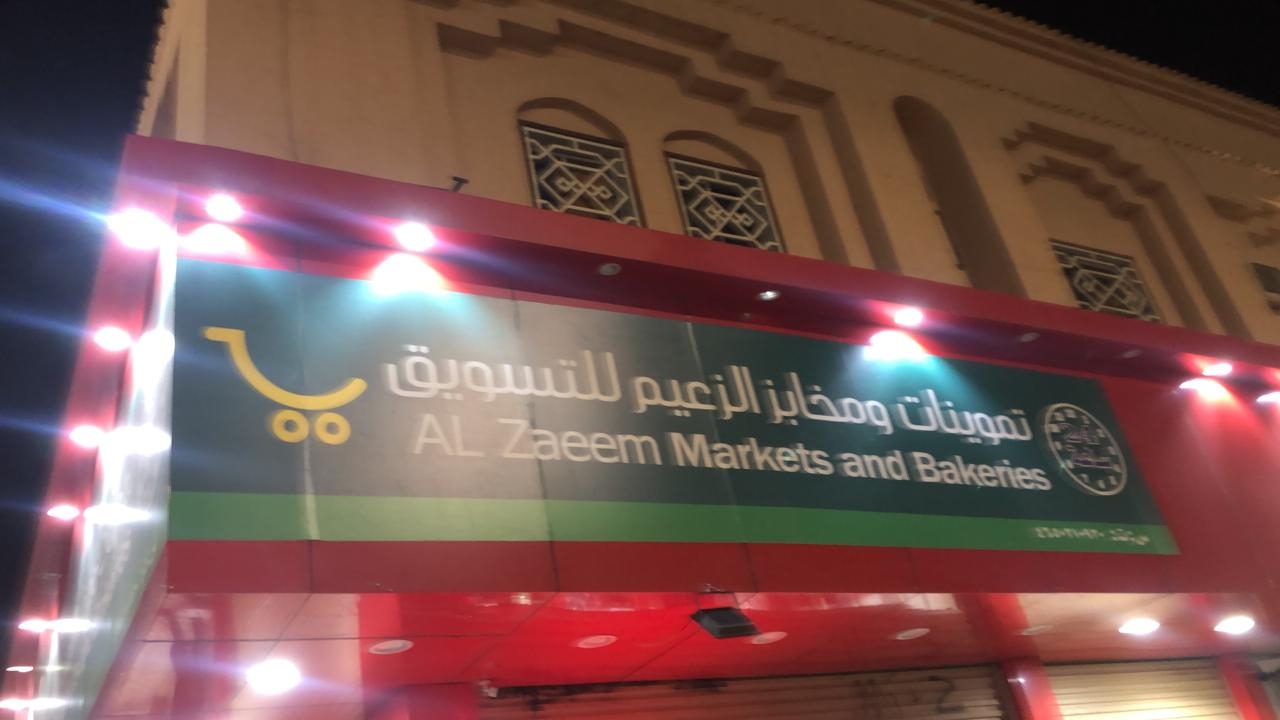 تموينات ومخابز الزعيم للتسويق
AL Zaeem Markets and Bakeries